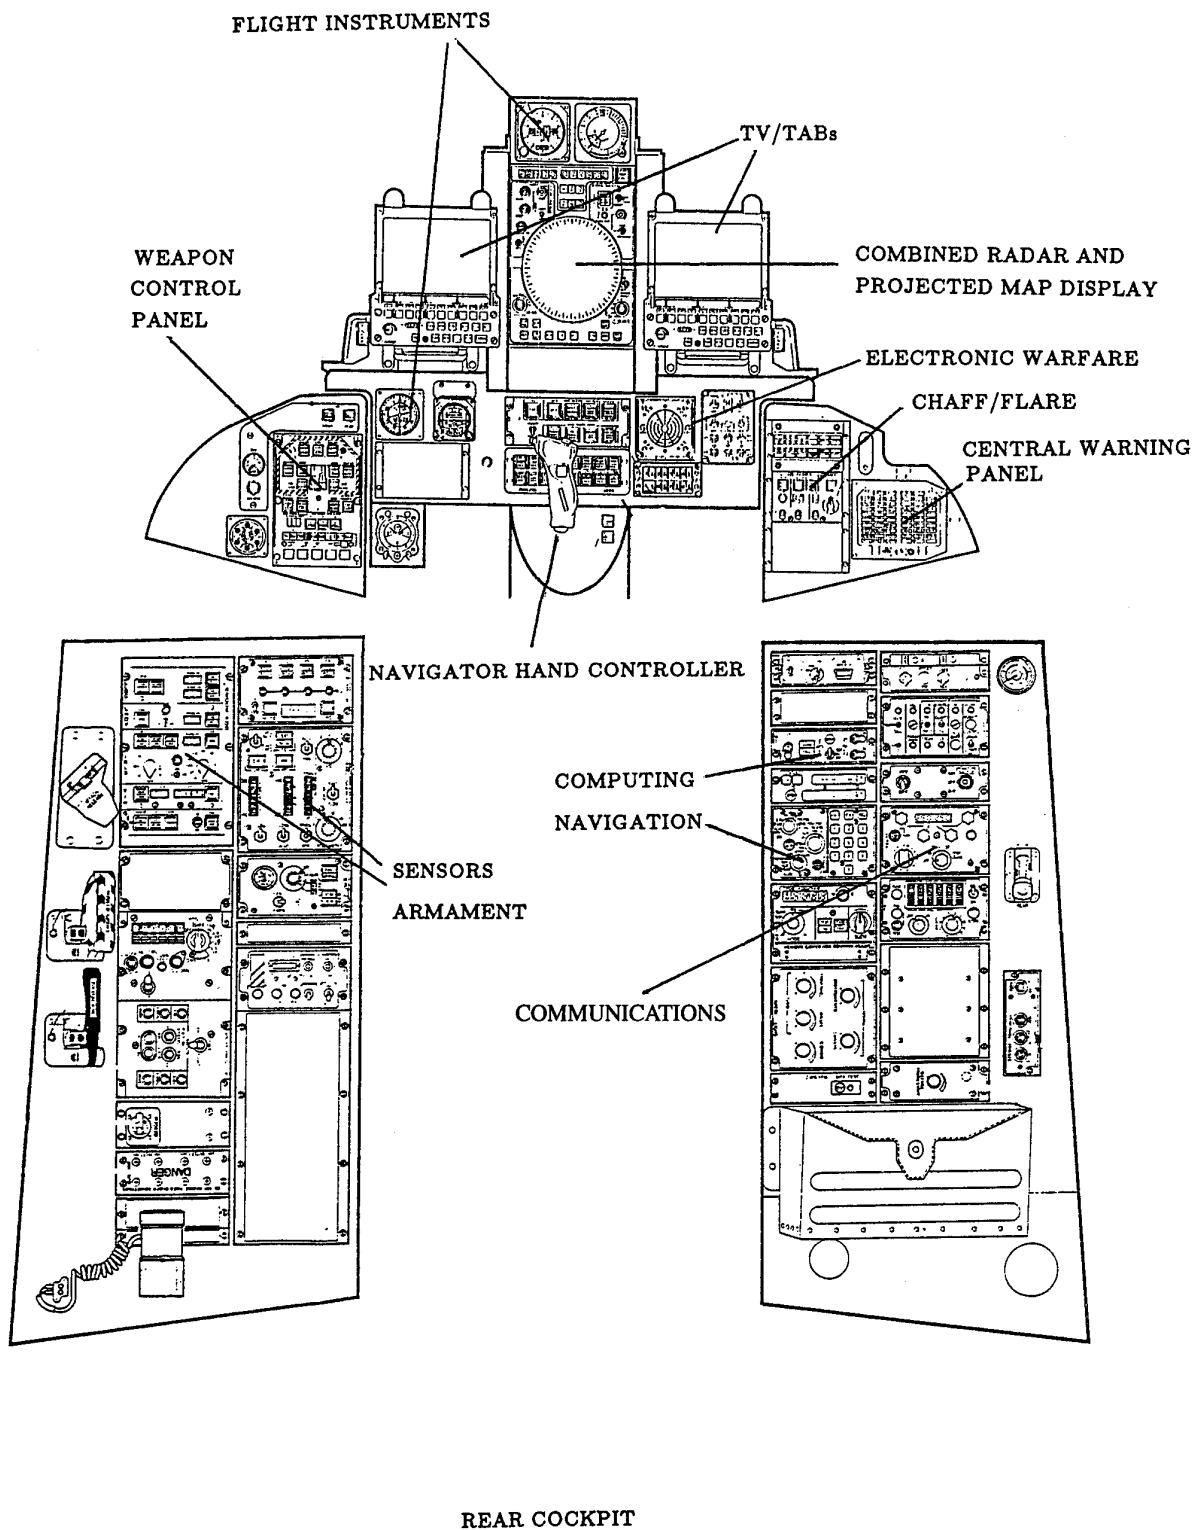 FLIGHT INSTRUMENTS
TV/TABs
WEAPON
CONTROL
PANEL
COMBINED RADAR AND
PROJECTED MAP DISPLAY
ELECTRONIC WARFARE
CHAFF/FLARE
CENTRAL WARNING
PANEL
NAVIGATOR HAND CONTROLLER
COMPUTING
NAVIGATION
SENSORS
ARMAMENT
COMMUNICATIONS
DANGER
REAR COCKPIT